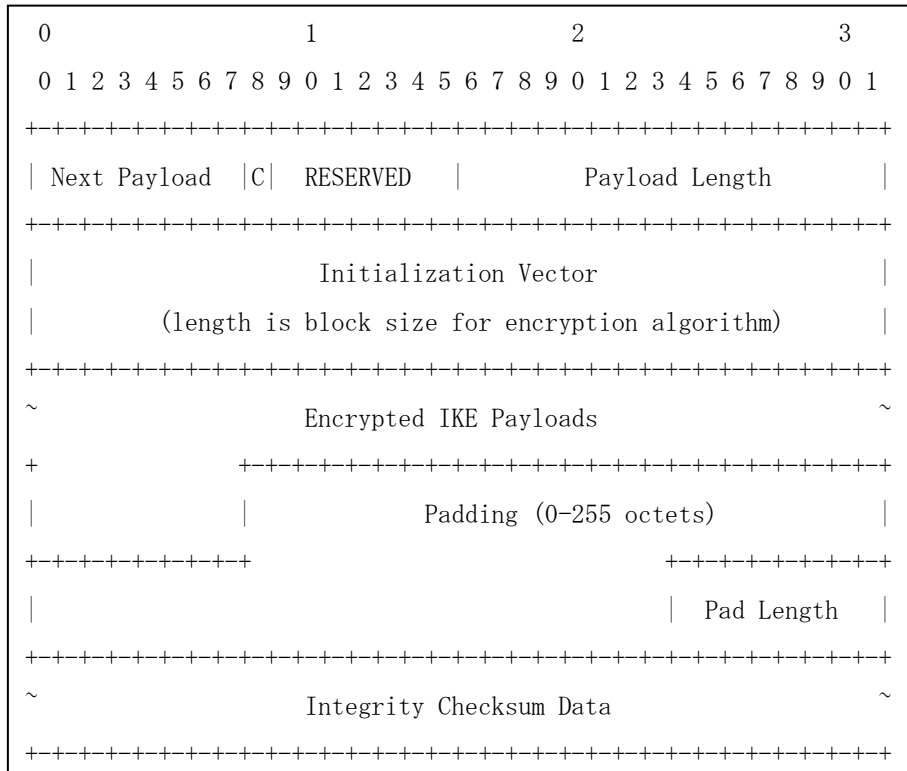 0                   1                   2                   3
0 1 2 3 4 5 6 7 8 9 0 1 2 3 4 5 6 7 8 9 0 1 2 3 4 5 6 7 8 9 0 1
+-+-+-+-+-+-+-+-+-+-+-+-+-+-+-+-+-+-+-+-+-+-+-+-+-+-+-+-+-+-+-+-+
| Next Payload  |C|  RESERVED   |         Payload Length        |
+-+-+-+-+-+-+-+-+-+-+-+-+-+-+-+-+-+-+-+-+-+-+-+-+-+-+-+-+-+-+-+-+
|                     Initialization Vector                     |
|         (length is block size for encryption algorithm)       |
+-+-+-+-+-+-+-+-+-+-+-+-+-+-+-+-+-+-+-+-+-+-+-+-+-+-+-+-+-+-+-+-+
~                    Encrypted IKE Payloads                     ~
+               +-+-+-+-+-+-+-+-+-+-+-+-+-+-+-+-+-+-+-+-+-+-+-+-+
|               |             Padding (0-255 octets)            |
+-+-+-+-+-+-+-+-+                               +-+-+-+-+-+-+-+-+
|                                               |  Pad Length   |
+-+-+-+-+-+-+-+-+-+-+-+-+-+-+-+-+-+-+-+-+-+-+-+-+-+-+-+-+-+-+-+-+
~                    Integrity Checksum Data                    ~
+-+-+-+-+-+-+-+-+-+-+-+-+-+-+-+-+-+-+-+-+-+-+-+-+-+-+-+-+-+-+-+-+